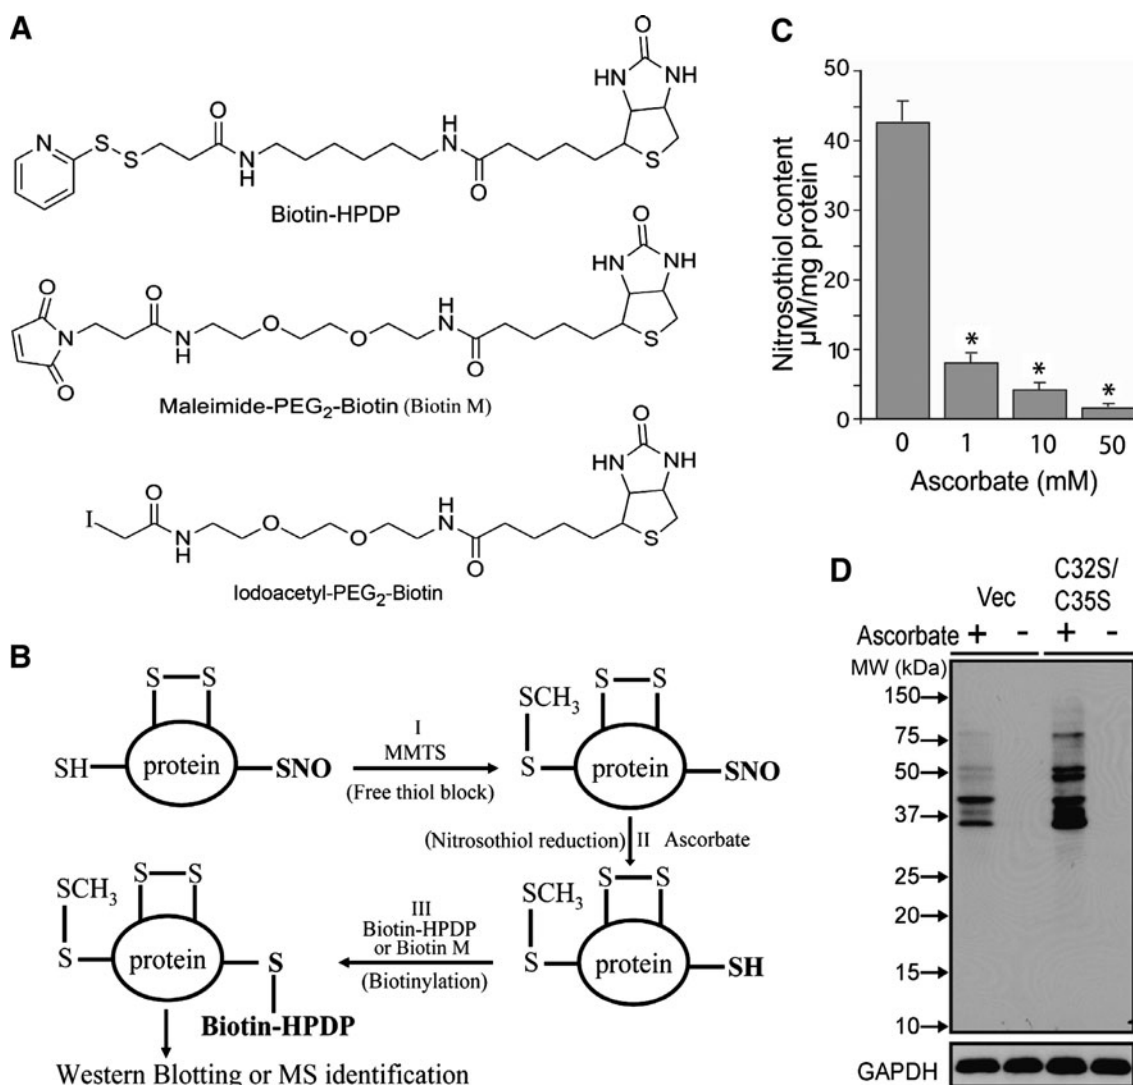 A
O
HN NH
N
S
S
O
N
H
H
N
O
S
Biotin-HPDP
O
HN NH
O
N
O
O
N
H
O
O
H
N
O
S
Maleimide-PEG2-Biotin (Biotin M)
O
HN NH
I
O
N
H
O
O
H
N
O
S
Iodoacetyl-PEG2-Biotin
B
S S
SH protein SNO
I
MMTS
(Free thiol block)
SCH3
S S
S protein SNO
(Nitrosothiol reduction) II Ascorbate
SCH3
S S
S protein SH
III
Biotin-HPDP
or Biotin M
(Biotinylation)
SCH3
S S
S protein S
Biotin-HPDP
Western Blotting or MS identification
C
Nitrosothiol content
µM/mg protein
50
40
30
20
10
0
* * *
0 1 10 50
Ascorbate (mM)
D
C32S/
Vec C35S
Ascorbate + - + -
MW (kDa)
150
75
50
37
25
20
15
10
GAPDH